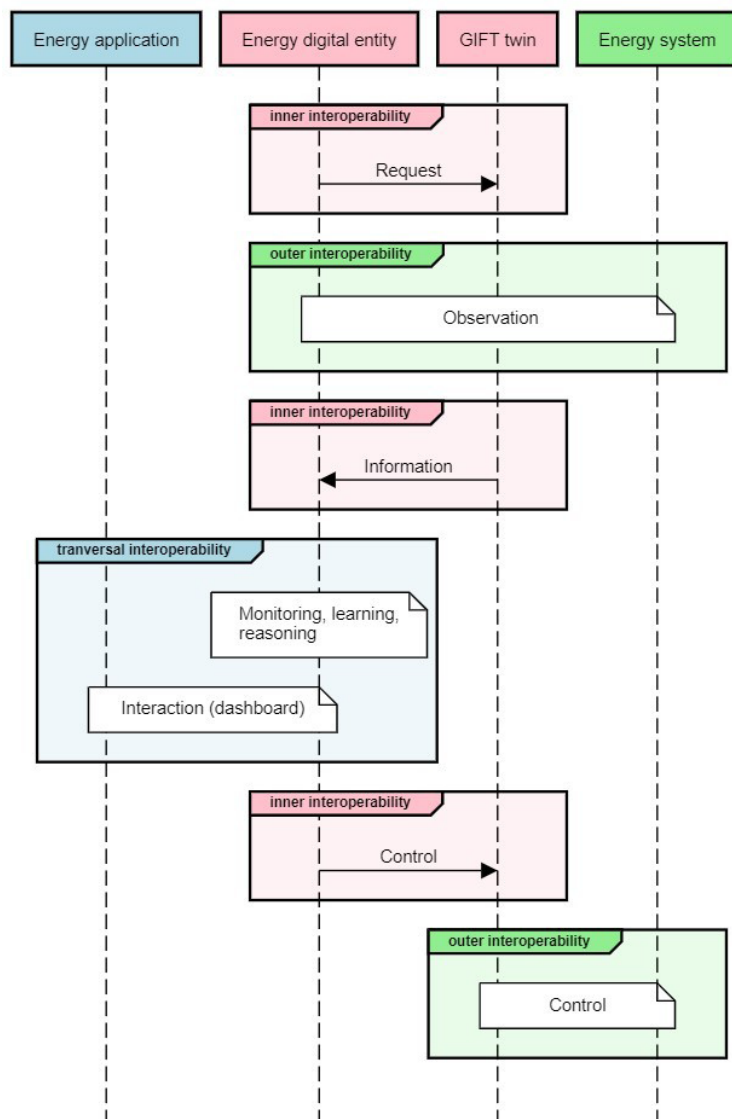 Energy application
Energy digital entity
GIFT twin
Energy system
inner interoperability
Request
outer interoperability
Observation
inner interoperability
Information
tranversal interoperability
Monitoring, learning,
reasoning
Interaction (dashboard)
inner interoperability
Control
outer interoperability
Control